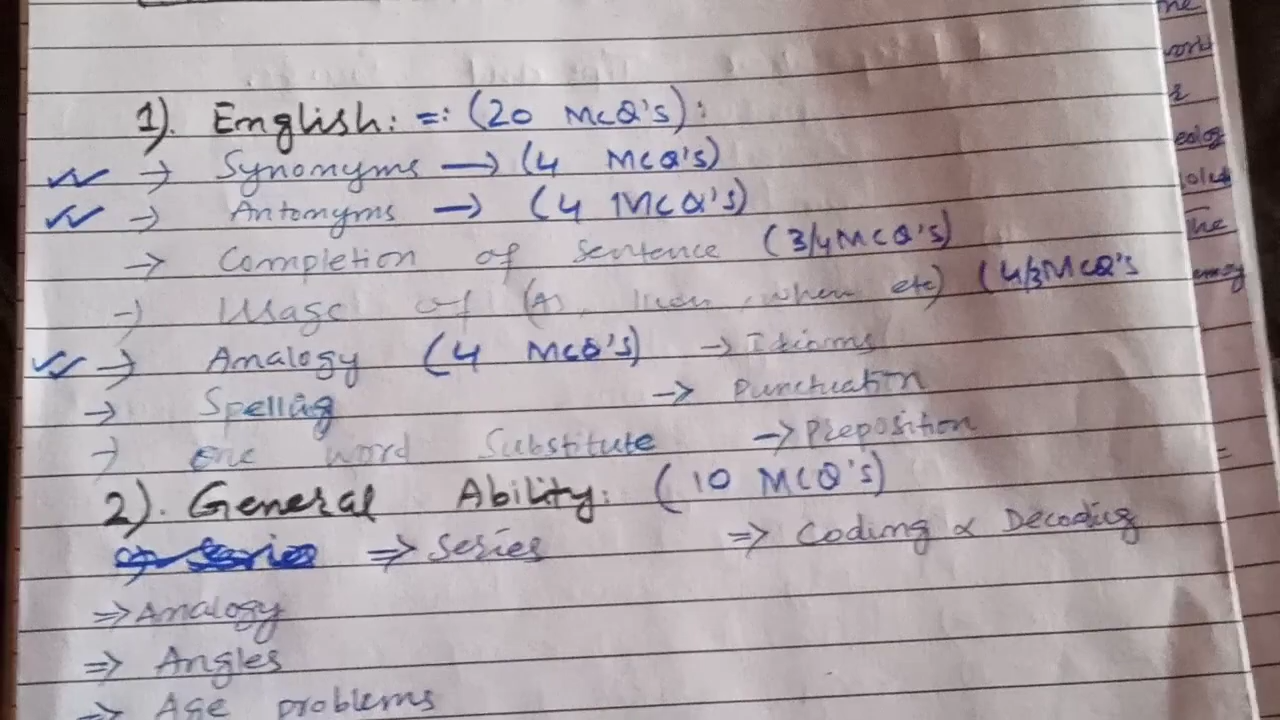 1). English: =: (20 MCQ's):
→ Synonyms → (4 MCQ's)
→ Antonyms → (4 MCQ's)
→ Completion of sentence (3/4 MCQ's)
→ Usage of (A, when etc) (4/3 MCQ's
→ Analogy (4 MCQ's) → Idioms
→ Spelling → Punctuation
→ one word Substitute → Preposition
2). General Ability: (10 MCQ's)
⇒ Series ⇒ Coding & Decoding
⇒ Analogy
⇒ Angles
⇒ Age problems